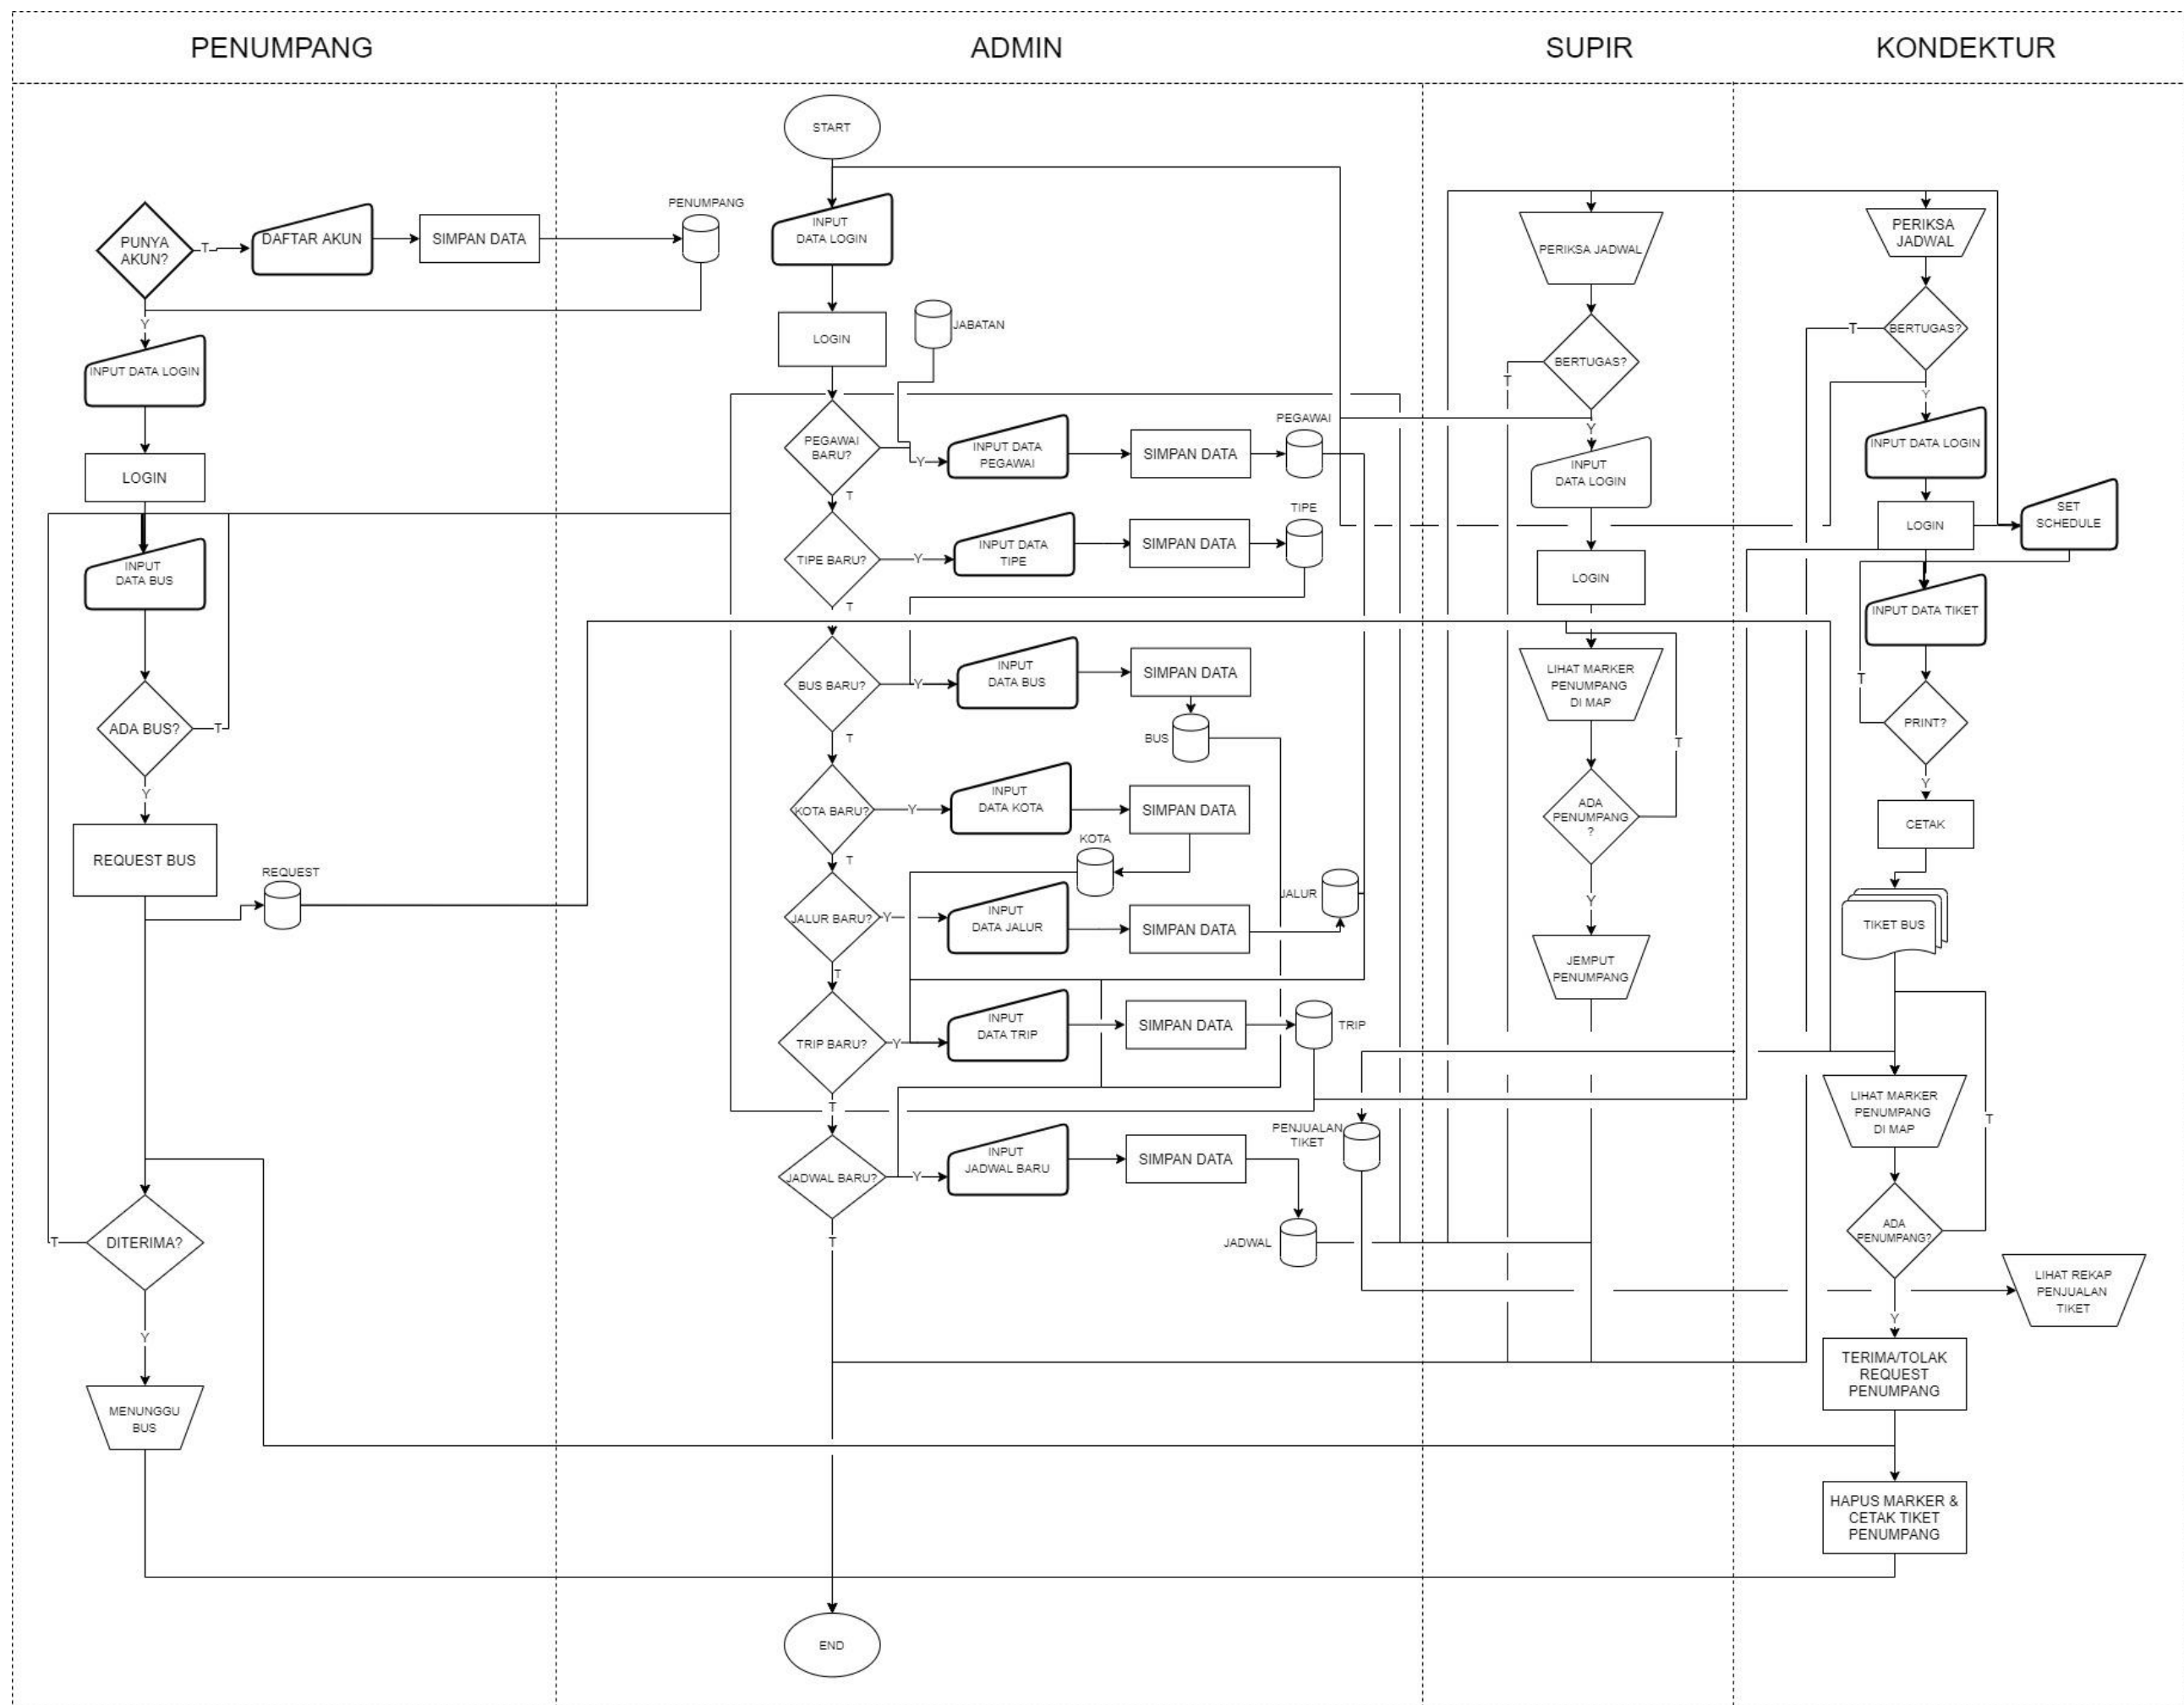 PENUMPANG
ADMIN
SUPIR
KONDEKTUR
PUNYA
AKUN?
T
DAFTAR AKUN
SIMPAN DATA
PENUMPANG
Y
INPUT DATA LOGIN
LOGIN
INPUT
DATA BUS
ADA BUS?
T
Y
REQUEST BUS
REQUEST
DITERIMA?
T
Y
MENUNGGU
BUS
START
INPUT
DATA LOGIN
LOGIN
JABATAN
PEGAWAI
BARU?
Y
INPUT DATA
PEGAWAI
SIMPAN DATA
PEGAWAI
T
TIPE BARU?
Y
INPUT DATA
TIPE
SIMPAN DATA
TIPE
T
BUS BARU?
Y
INPUT
DATA BUS
SIMPAN DATA
BUS
T
KOTA BARU?
Y
INPUT
DATA KOTA
SIMPAN DATA
KOTA
T
JALUR BARU?
Y
INPUT
DATA JALUR
SIMPAN DATA
JALUR
T
TRIP BARU?
Y
INPUT
DATA TRIP
SIMPAN DATA
TRIP
T
JADWAL BARU?
Y
INPUT
JADWAL BARU
SIMPAN DATA
JADWAL
T
PENJUALAN
TIKET
END
PERIKSA JADWAL
BERTUGAS?
T
Y
INPUT
DATA LOGIN
LOGIN
LIHAT MARKER
PENUMPANG
DI MAP
T
ADA
PENUMPANG
?
Y
JEMPUT
PENUMPANG
PERIKSA
JADWAL
BERTUGAS?
T
Y
INPUT DATA LOGIN
LOGIN
SET
SCHEDULE
INPUT DATA TIKET
T
PRINT?
Y
CETAK
TIKET BUS
LIHAT MARKER
PENUMPANG
DI MAP
T
ADA
PENUMPANG?
Y
LIHAT REKAP
PENJUALAN
TIKET
TERIMA/TOLAK
REQUEST
PENUMPANG
HAPUS MARKER &
CETAK TIKET
PENUMPANG